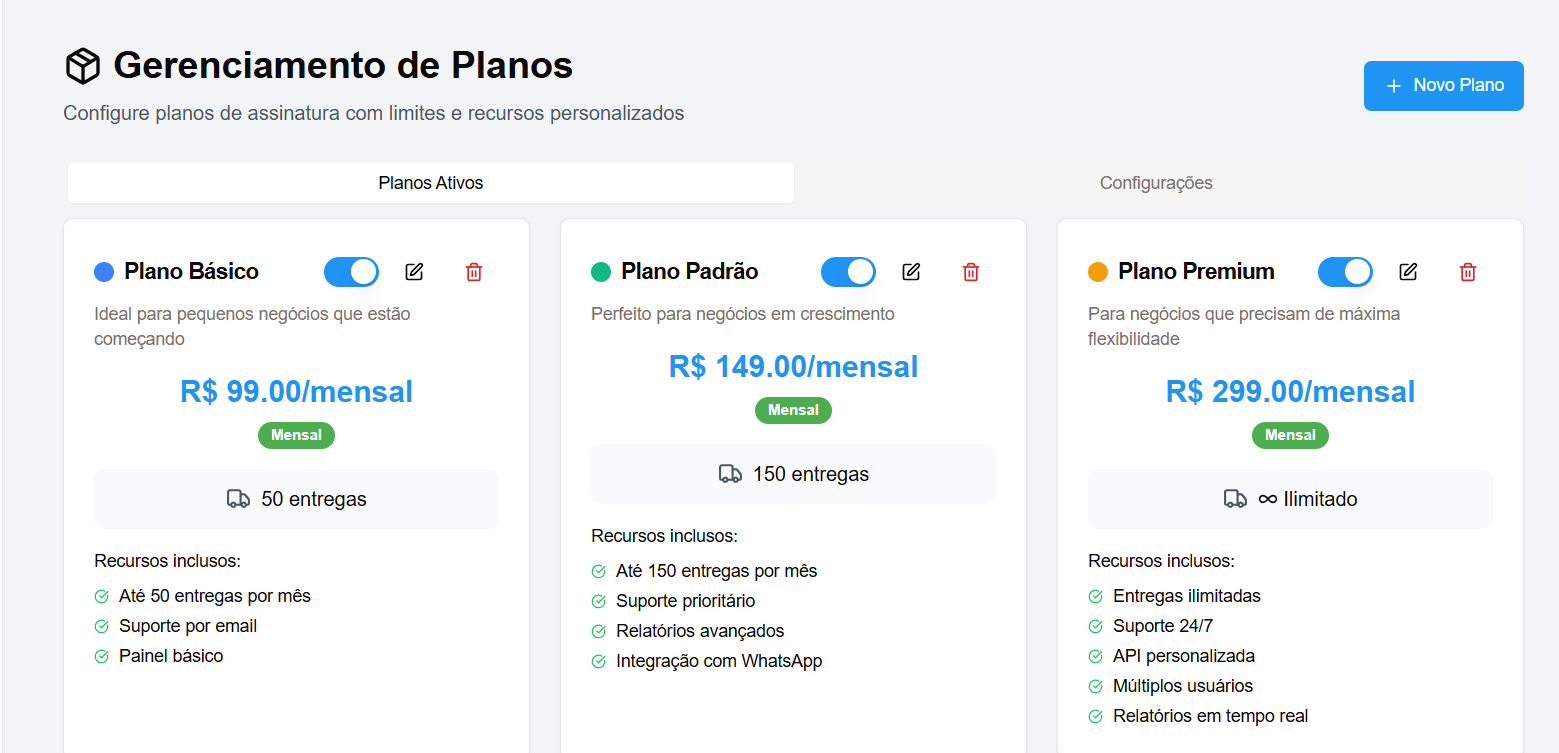 Gerenciamento de Planos
Configure planos de assinatura com limites e recursos personalizados
+ Novo Plano
Planos Ativos
Configurações
Plano Básico
Ideal para pequenos negócios que estão
começando
R$ 99.00/mensal
Mensal
50 entregas
Recursos inclusos:
Até 50 entregas por mês
Suporte por email
Painel básico
Plano Padrão
Perfeito para negócios em crescimento
R$ 149.00/mensal
Mensal
150 entregas
Recursos inclusos:
Até 150 entregas por mês
Suporte prioritário
Relatórios avançados
Integração com WhatsApp
Plano Premium
Para negócios que precisam de máxima
flexibilidade
R$ 299.00/mensal
Mensal
∞ Ilimitado
Recursos inclusos:
Entregas ilimitadas
Suporte 24/7
API personalizada
Múltiplos usuários
Relatórios em tempo real